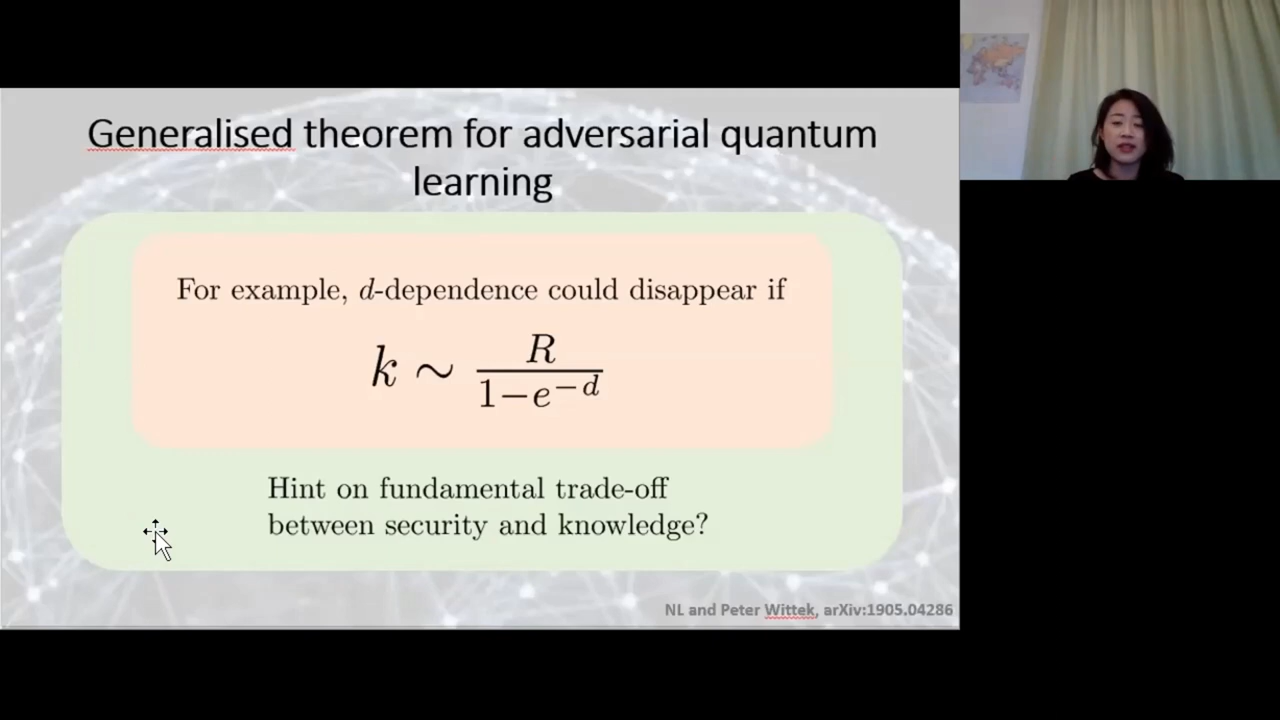 Generalised theorem for adversarial quantum
learning
For example, d-dependence could disappear if
k ∼ R / (1−e^{−d})
Hint on fundamental trade-off
between security and knowledge?
NL and Peter Wittek, arXiv:1905.04286